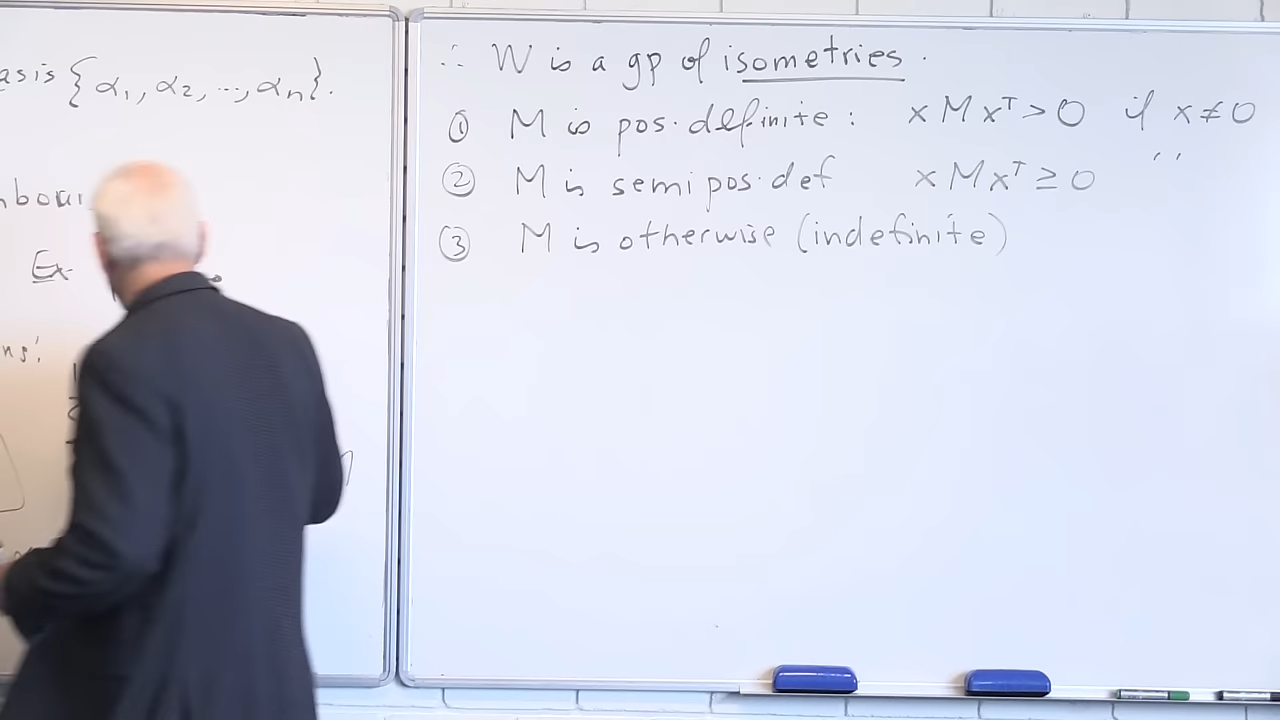 {α₁, α₂, ..., αₙ}.
Ex
∴ W is a gp of isometries.
① M is pos. definite : x M xᵀ > 0 if x ≠ 0
② M is semi pos. def x M xᵀ ≥ 0 ′ ′
③ M is otherwise (indefinite)